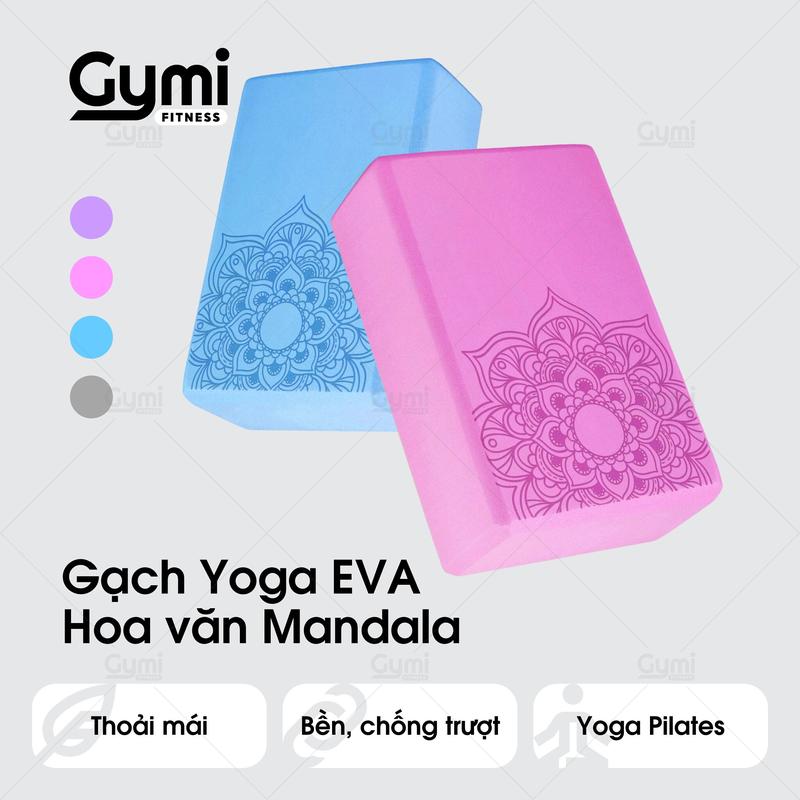 Gymi
FITNESS
Gạch Yoga EVA
Hoa văn Mandala
Thoải mái
Bền, chống trượt
Yoga Pilates